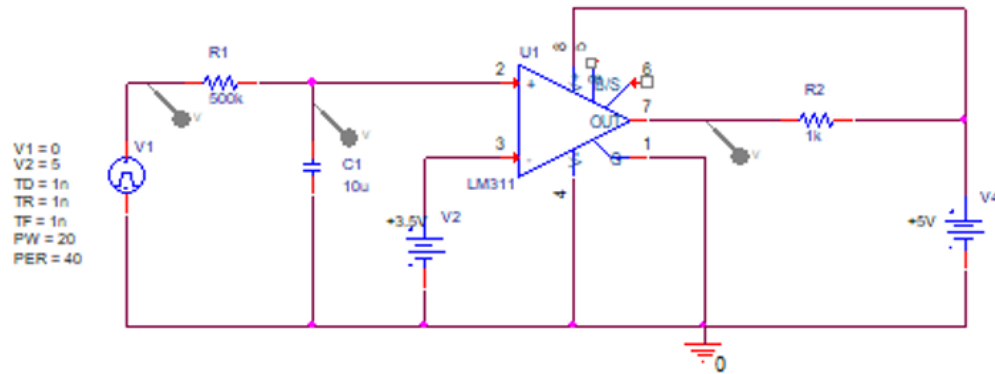 R1
500k
V1
V1 = 0
V2 = 5
TD = 1n
TR = 1n
TF = 1n
PW = 20
PER = 40
V
V
C1
10u
2
3
+
-
U1
LM311
8
5
6
B/S
7
OUT
1
G
4
+3.5V
V2
V
R2
1k
+5V
V4
0